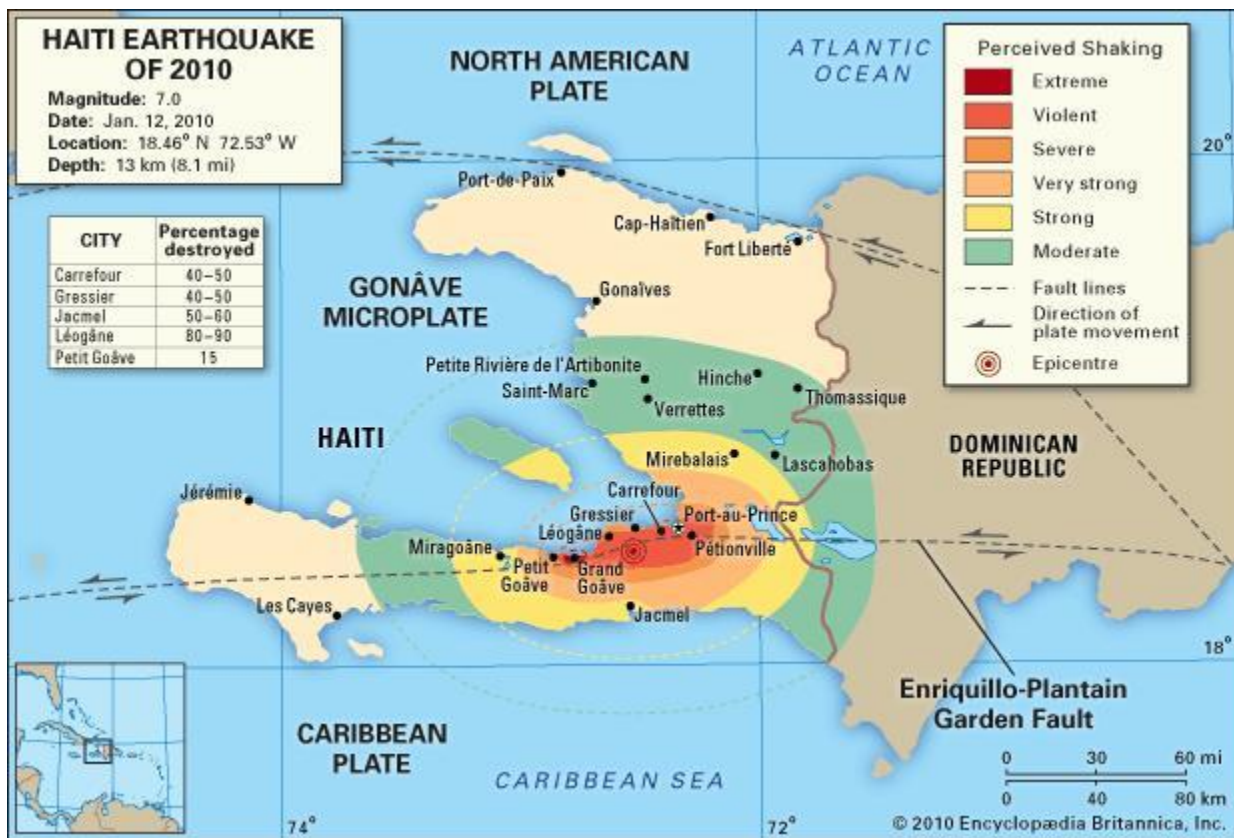 HAITI EARTHQUAKE
OF 2010
Magnitude: 7.0
Date: Jan. 12, 2010
Location: 18.46° N 72.53° W
Depth: 13 km (8.1 mi)
CITY Percentage
destroyed
Carrefour 40–50
Gressier 40–50
Jacmel 50–60
Léogâne 80–90
Petit Goâve 15
NORTH AMERICAN
PLATE
ATLANTIC
OCEAN
Perceived Shaking
Extreme
Violent
Severe
Very strong
Strong
Moderate
Fault lines
Direction of
plate movement
Epicentre
20°
Port-de-Paix
Cap-Haïtien
Fort Liberté
GONÂVE
MICROPLATE
Gonaïves
Petite Rivière de l'Artibonite
Saint-Marc
Verrettes
Hinche
Thomassique
HAITI
DOMINICAN
REPUBLIC
Mirebalais
Lascahobas
Jérémie
Carrefour
Gressier
Port-au-Prince
Léogâne
Pétionville
Miragoâne
Petit
Goâve
Grand
Goâve
Les Cayes
Jacmel
18°
Enriquillo-Plantain
Garden Fault
CARIBBEAN
PLATE
CARIBBEAN SEA
0 30 60 mi
0 40 80 km
74°
72°
© 2010 Encyclopædia Britannica, Inc.